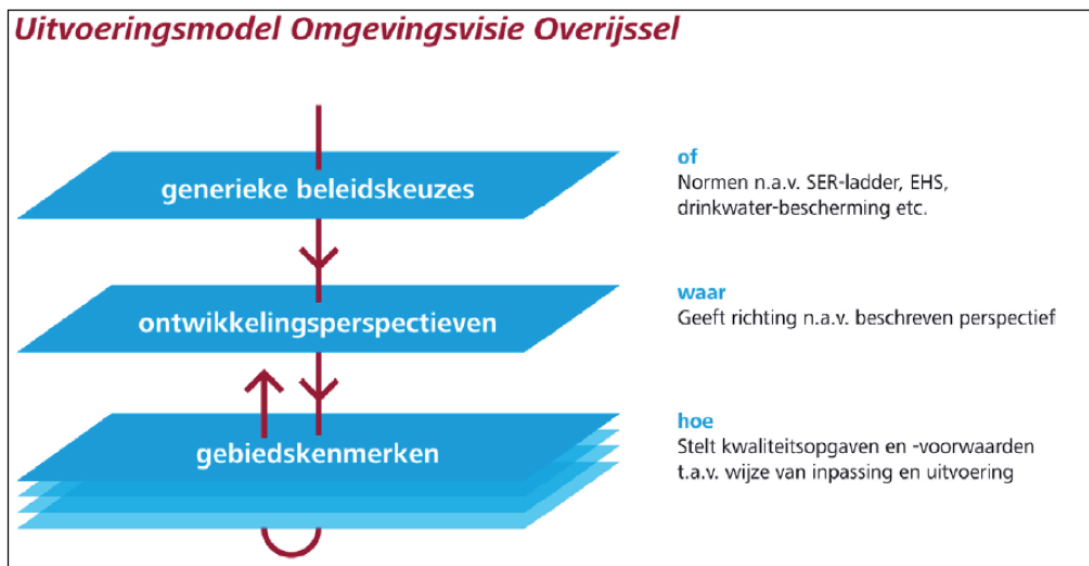 Uitvoeringsmodel Omgevingsvisie Overijssel
generieke beleidskeuzes
of
Normen n.a.v. SER-ladder, EHS,
drinkwater-bescherming etc.
ontwikkelingsperspectieven
waar
Geeft richting n.a.v. beschreven perspectief
gebiedskenmerken
hoe
Stelt kwaliteitsopgaven en -voorwaarden
t.a.v. wijze van inpassing en uitvoering